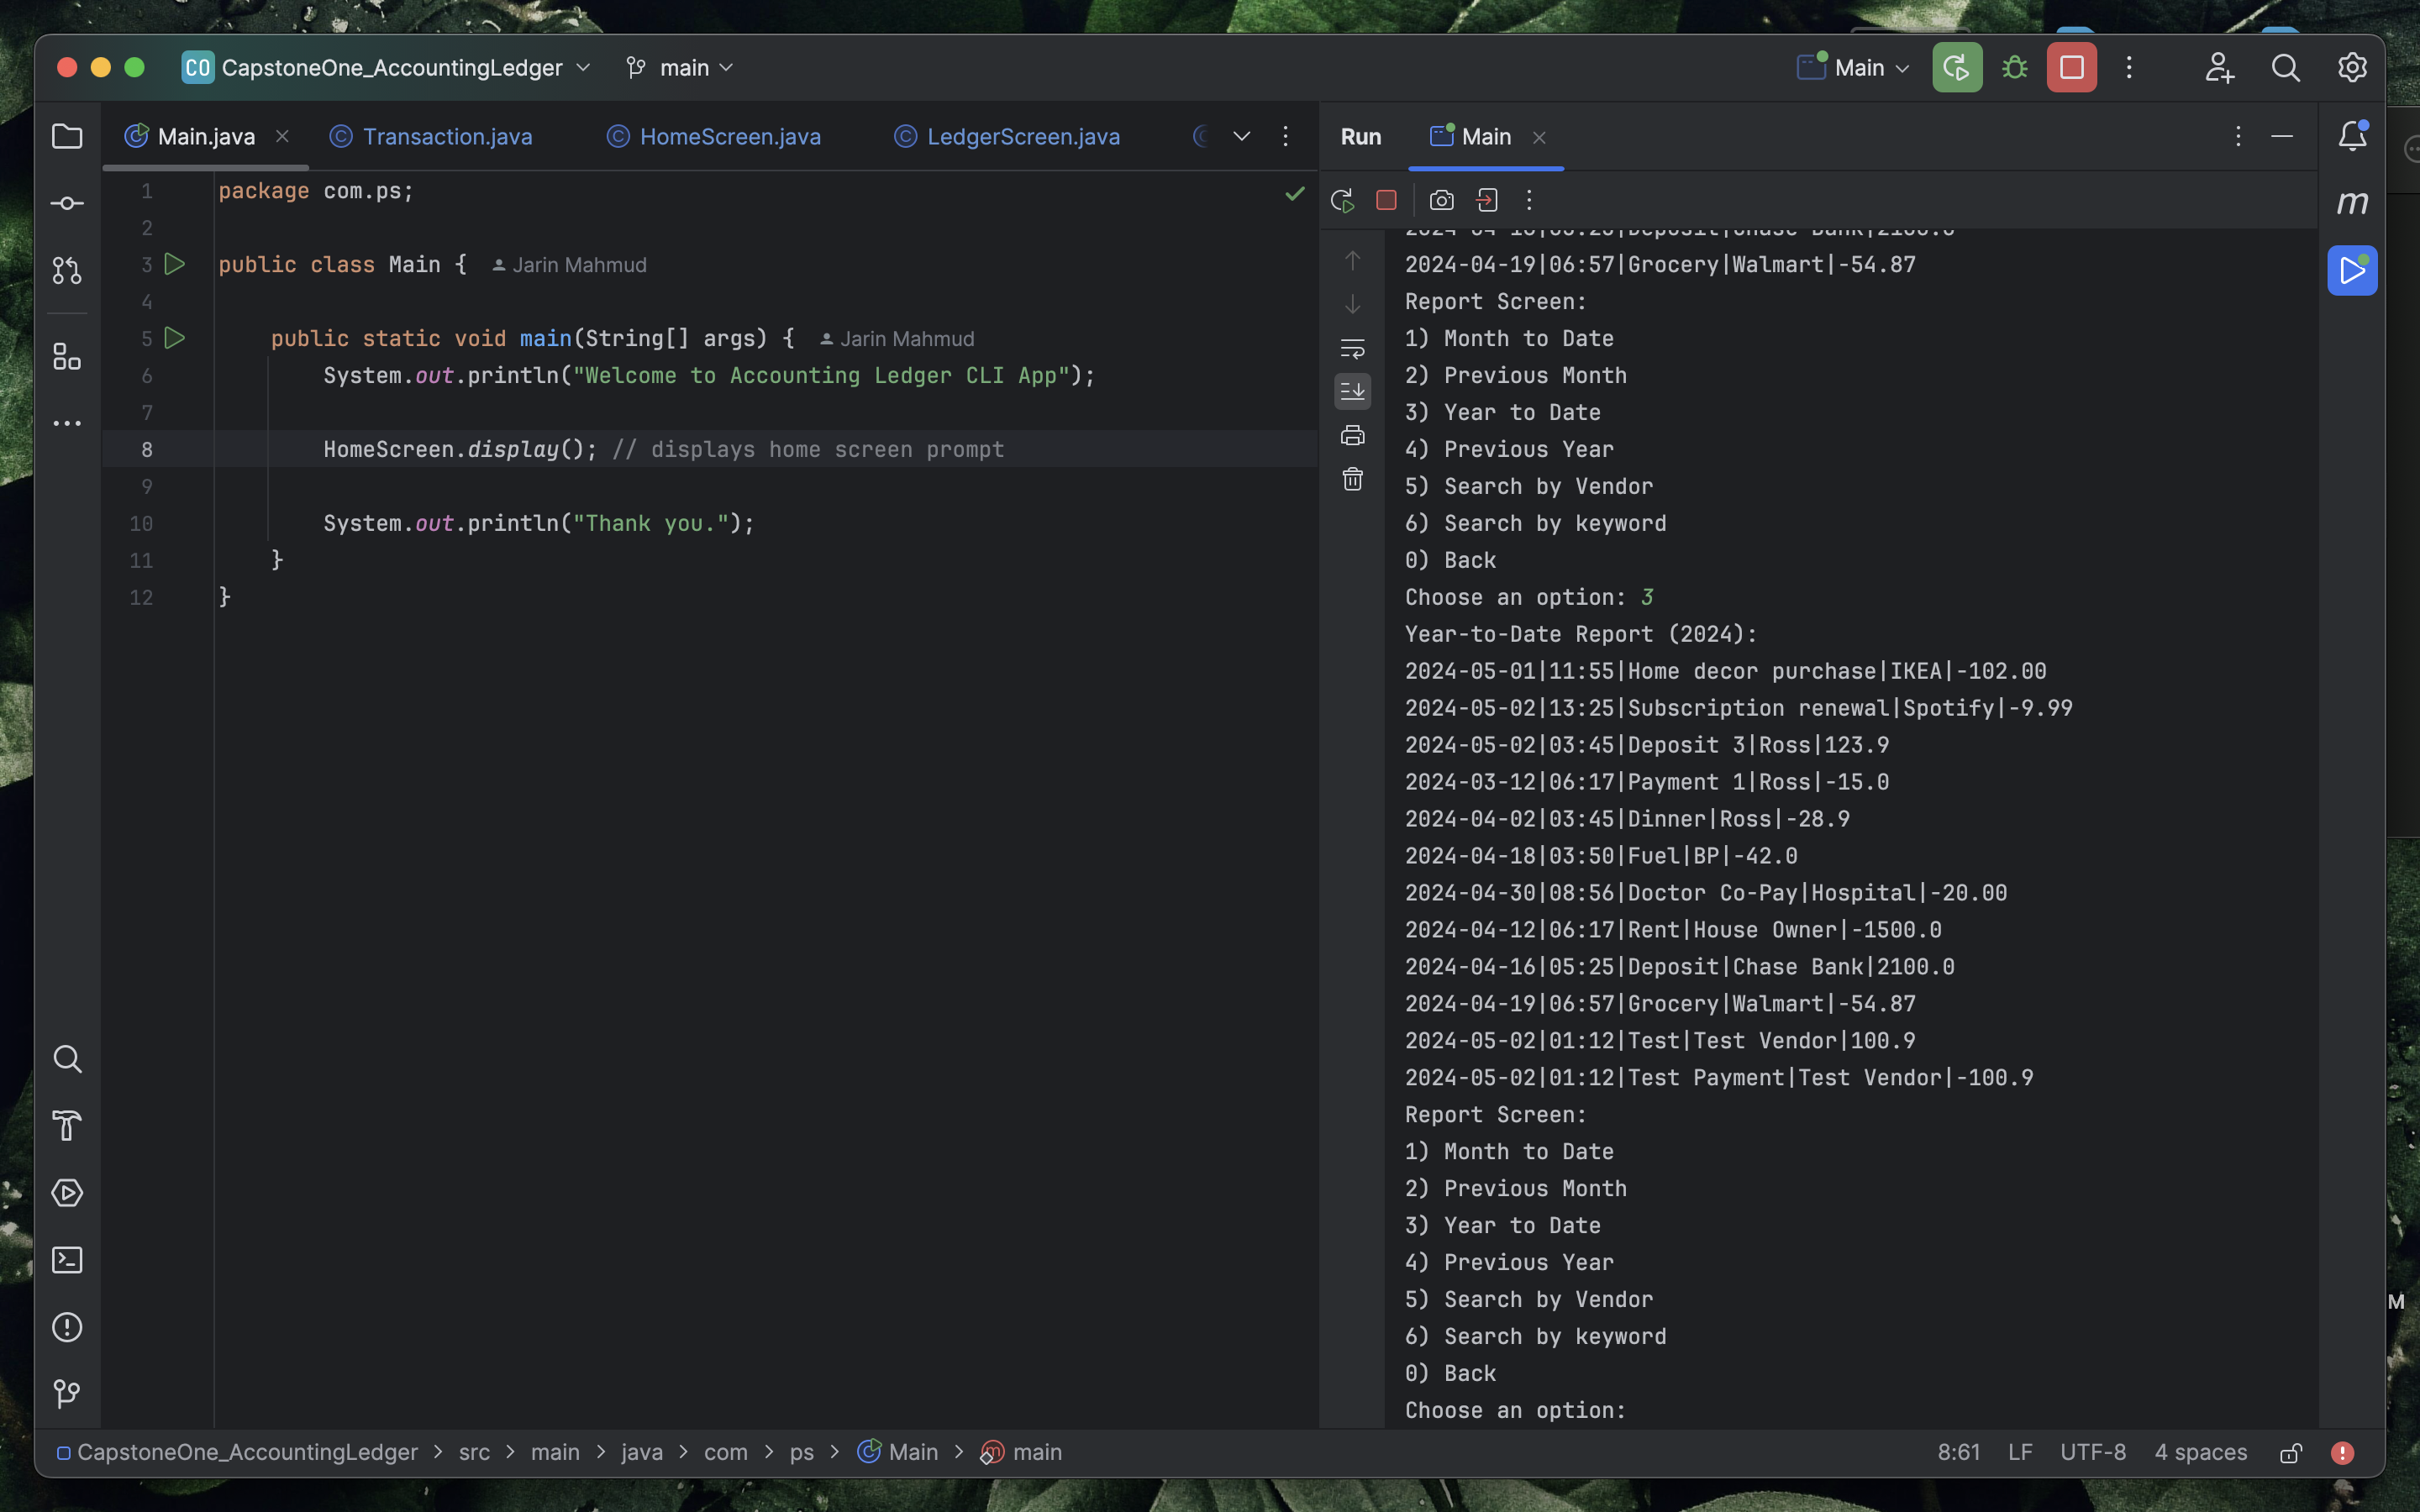 CO CapstoneOne_AccountingLedger main Main
Main.java Transaction.java HomeScreen.java LedgerScreen.java
1 package com.ps;
2
3 public class Main { Jarin Mahmud
4
5 public static void main(String[] args) { Jarin Mahmud
6 System.out.println("Welcome to Accounting Ledger CLI App");
7
8 HomeScreen.display(); // displays home screen prompt
9
10 System.out.println("Thank you.");
11 }
12 }
Run Main
m
2024-04-19|06:57|Grocery|Walmart|-54.87
Report Screen:
1) Month to Date
2) Previous Month
3) Year to Date
4) Previous Year
5) Search by Vendor
6) Search by keyword
0) Back
Choose an option: 3
Year-to-Date Report (2024):
2024-05-01|11:55|Home decor purchase|IKEA|-102.00
2024-05-02|13:25|Subscription renewal|Spotify|-9.99
2024-05-02|03:45|Deposit 3|Ross|123.9
2024-03-12|06:17|Payment 1|Ross|-15.0
2024-04-02|03:45|Dinner|Ross|-28.9
2024-04-18|03:50|Fuel|BP|-42.0
2024-04-30|08:56|Doctor Co-Pay|Hospital|-20.00
2024-04-12|06:17|Rent|House Owner|-1500.0
2024-04-16|05:25|Deposit|Chase Bank|2100.0
2024-04-19|06:57|Grocery|Walmart|-54.87
2024-05-02|01:12|Test|Test Vendor|100.9
2024-05-02|01:12|Test Payment|Test Vendor|-100.9
Report Screen:
1) Month to Date
2) Previous Month
3) Year to Date
4) Previous Year
5) Search by Vendor
6) Search by keyword
0) Back
Choose an option:
M
CapstoneOne_AccountingLedger > src > main > java > com > ps > Main > main 8:61 LF UTF-8 4 spaces